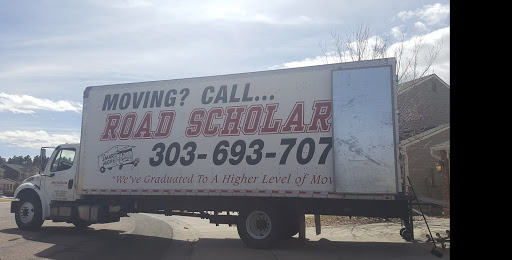 MOVING? CALL...
ROAD SCHOLAR
303-693-707
"We've Graduated To A Higher Level of Mov